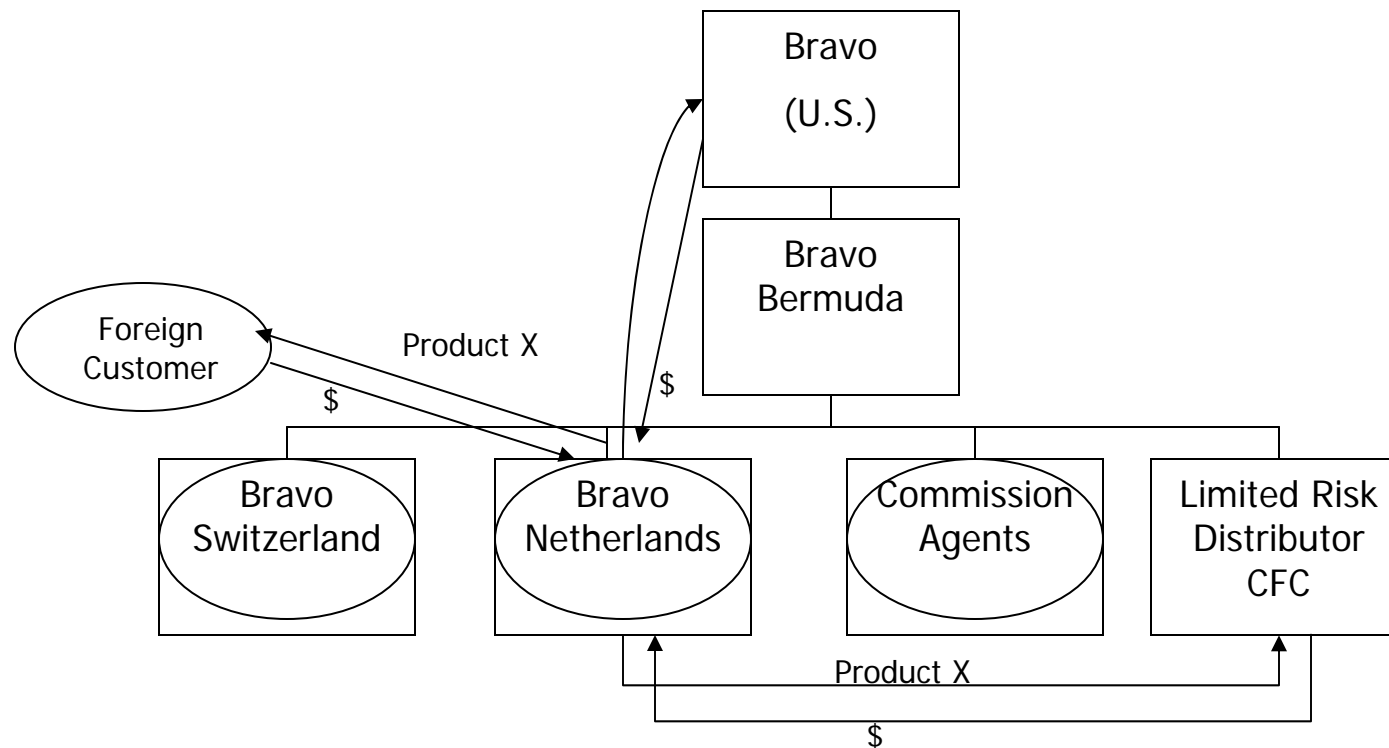 Bravo
(U.S.)
Bravo
Bermuda
Foreign
Customer
Product X
$
$
Bravo
Switzerland
Bravo
Netherlands
Commission
Agents
Limited Risk
Distributor
CFC
Product X
$